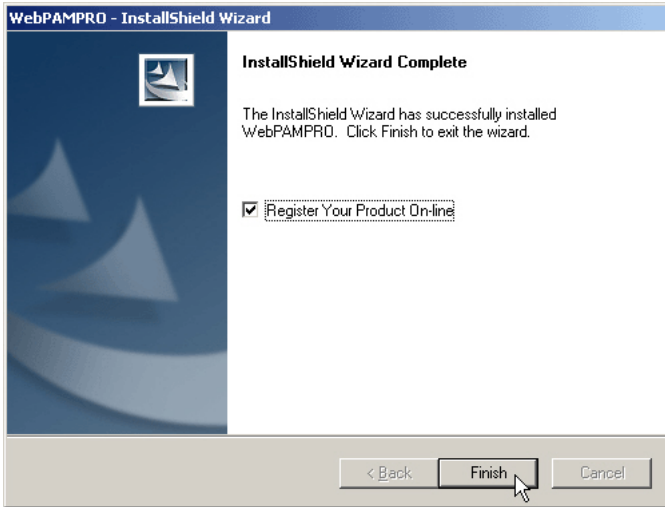 WebPAMPRO - InstallShield Wizard
InstallShield Wizard Complete
The InstallShield Wizard has successfully installed
WebPAMPRO. Click Finish to exit the wizard.
Register Your Product On-line
< Back
Finish
Cancel